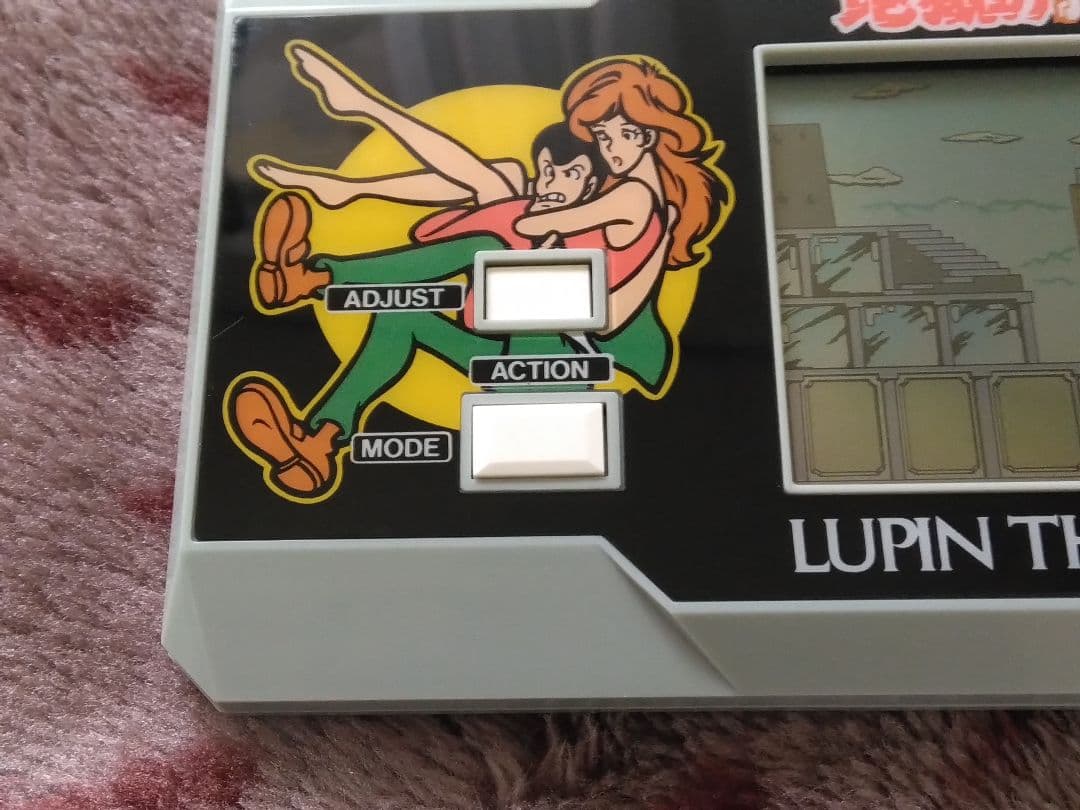 ADJUST
ACTION
MODE
LUPIN TH